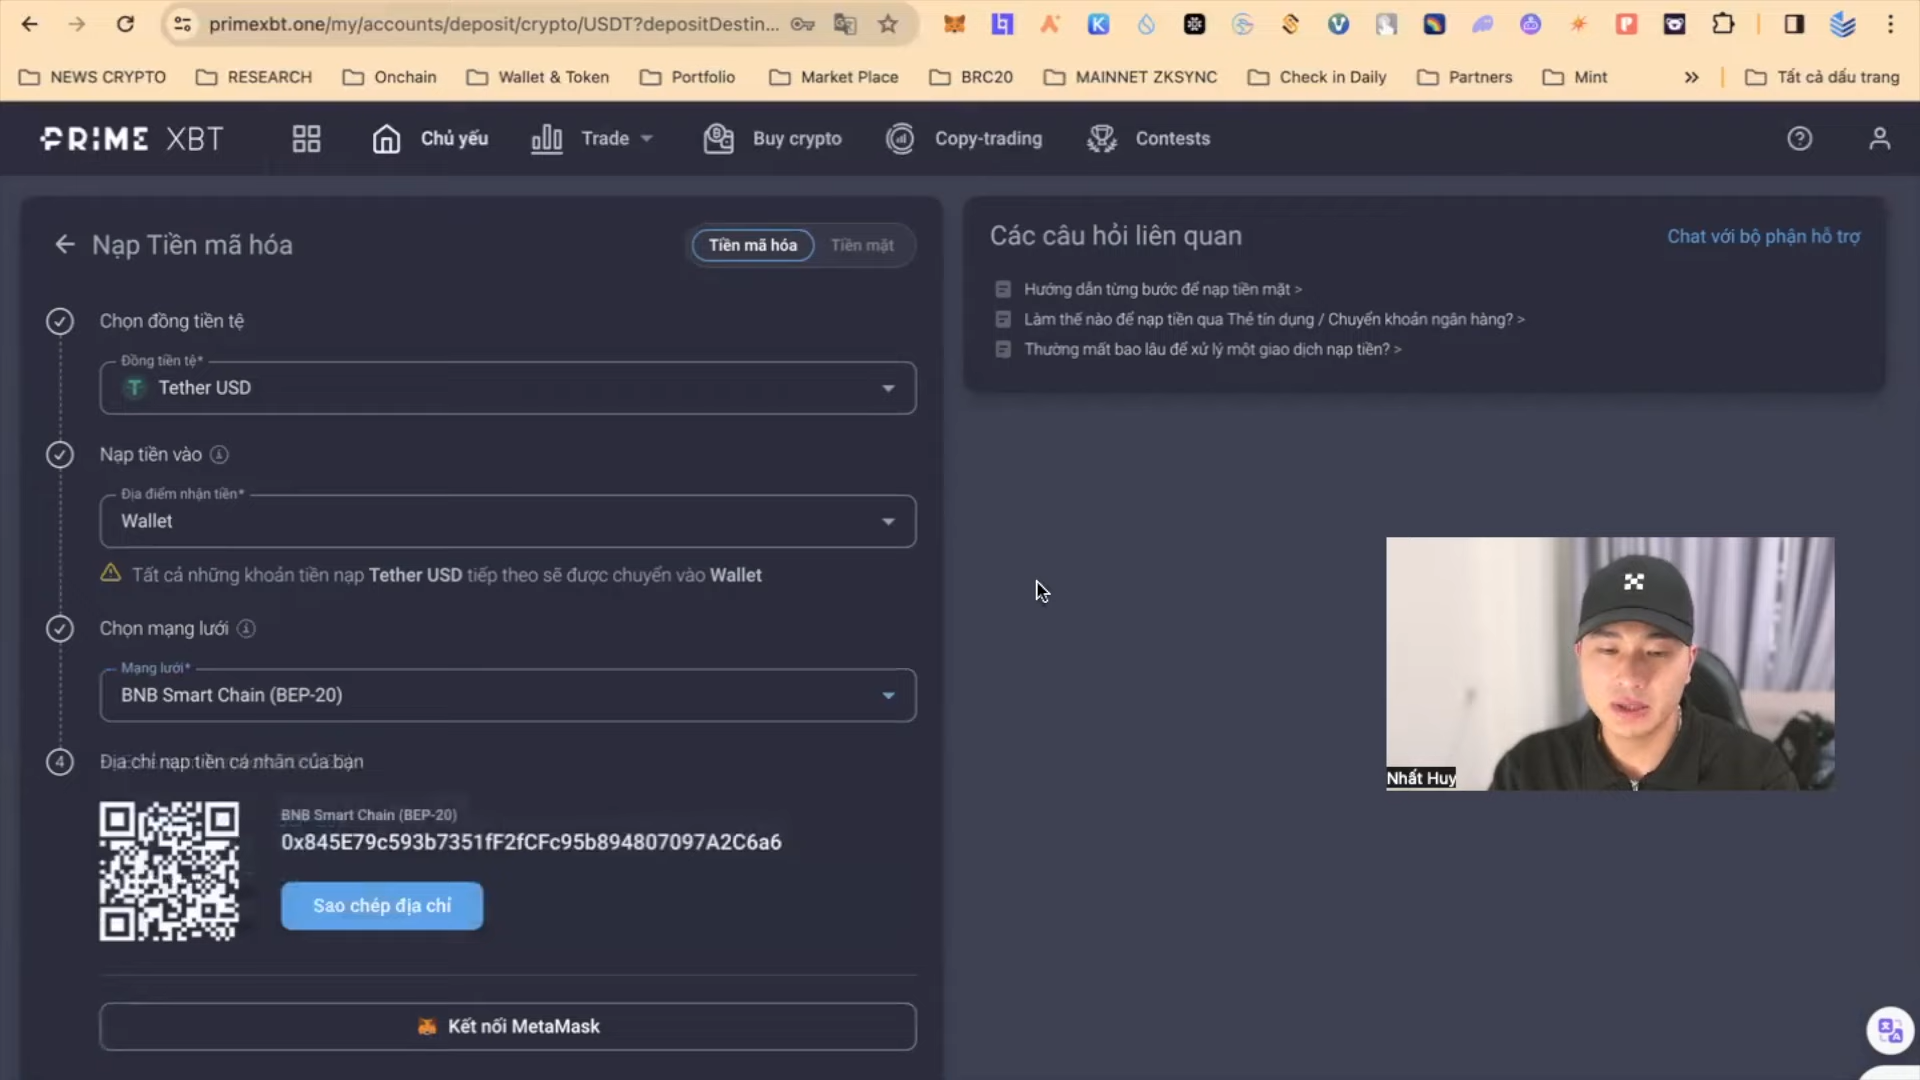 primexbt.one/my/accounts/deposit/crypto/USDT?depositDestin...
NEWS CRYPTO
RESEARCH
Onchain
Wallet & Token
Portfolio
Market Place
BRC20
MAINNET ZKSYNC
Check in Daily
Partners
Mint
»
Tất cả dấu trang
PRIME XBT
Chủ yếu
Trade
Buy crypto
Copy-trading
Contests
Nạp Tiền mã hóa
Tiền mã hóa
Tiền mặt
Chọn đồng tiền tệ
Đồng tiền tệ*
Tether USD
Nạp tiền vào
Địa điểm nhận tiền*
Wallet
Tất cả những khoản tiền nạp Tether USD tiếp theo sẽ được chuyển vào Wallet
Chọn mạng lưới
Mạng lưới*
BNB Smart Chain (BEP-20)
4
Địa chỉ nạp tiền cá nhân của bạn
BNB Smart Chain (BEP-20)
0x845E79c593b7351fF2fCFc95b894807097A2C6a6
Sao chép địa chỉ
Kết nối MetaMask
Các câu hỏi liên quan
Chat với bộ phận hỗ trợ
Hướng dẫn từng bước để nạp tiền mặt >
Làm thế nào để nạp tiền qua Thẻ tín dụng / Chuyển khoản ngân hàng? >
Thường mất bao lâu để xử lý một giao dịch nạp tiền? >
Nhất Huy